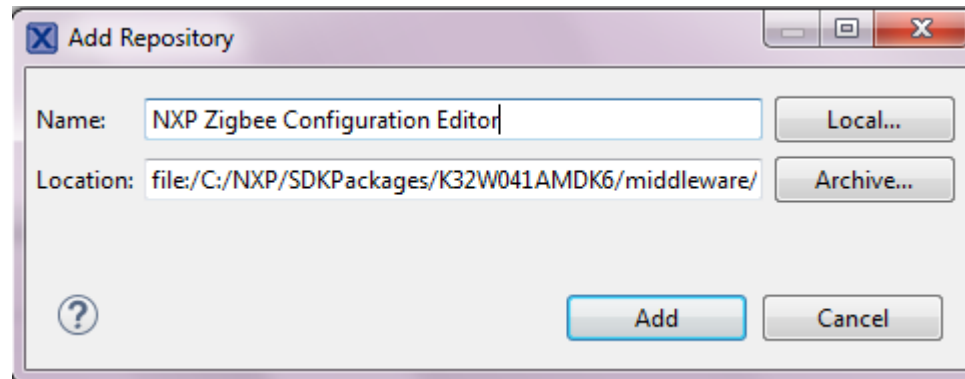 Add Repository
Name: NXP Zigbee Configuration Editor Local...
Location: file:/C:/NXP/SDKPackages/K32W041AMDK6/middleware/ Archive...
? Add Cancel